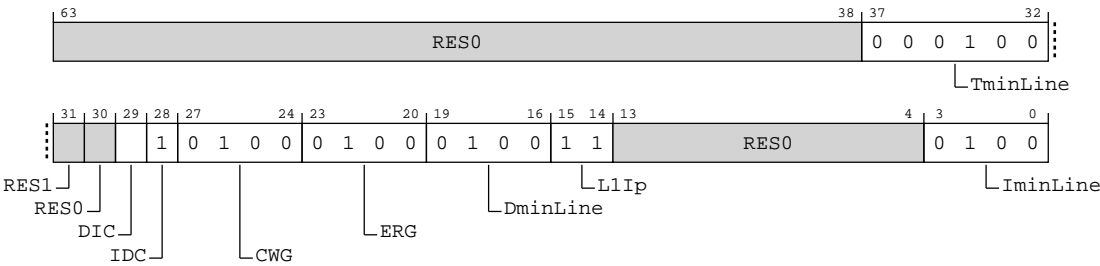 63 38 37 32
RES0 0 0 0 1 0 0
TminLine
31 30 29 28 27 24 23 20 19 16 15 14 13 4 3 0
1 0 1 0 0 0 1 0 0 0 1 0 0 1 1 RES0 0 1 0 0
RES1 L1Ip IminLine
RES0 DminLine
DIC ERG
IDC CWG